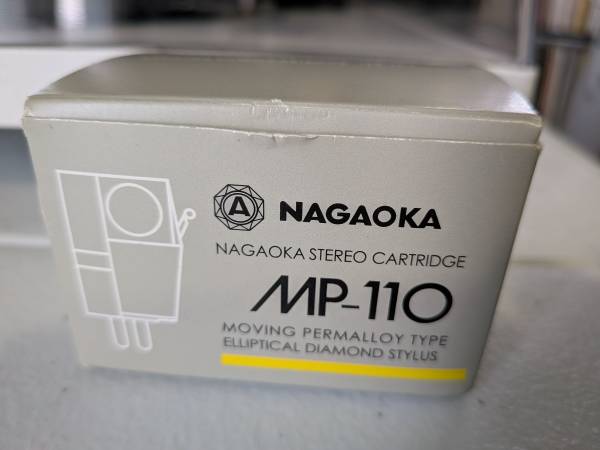 A NAGAOKA
NAGAOKA STEREO CARTRIDGE
MP-110
MOVING PERMALLOY TYPE
ELLIPTICAL DIAMOND STYLUS